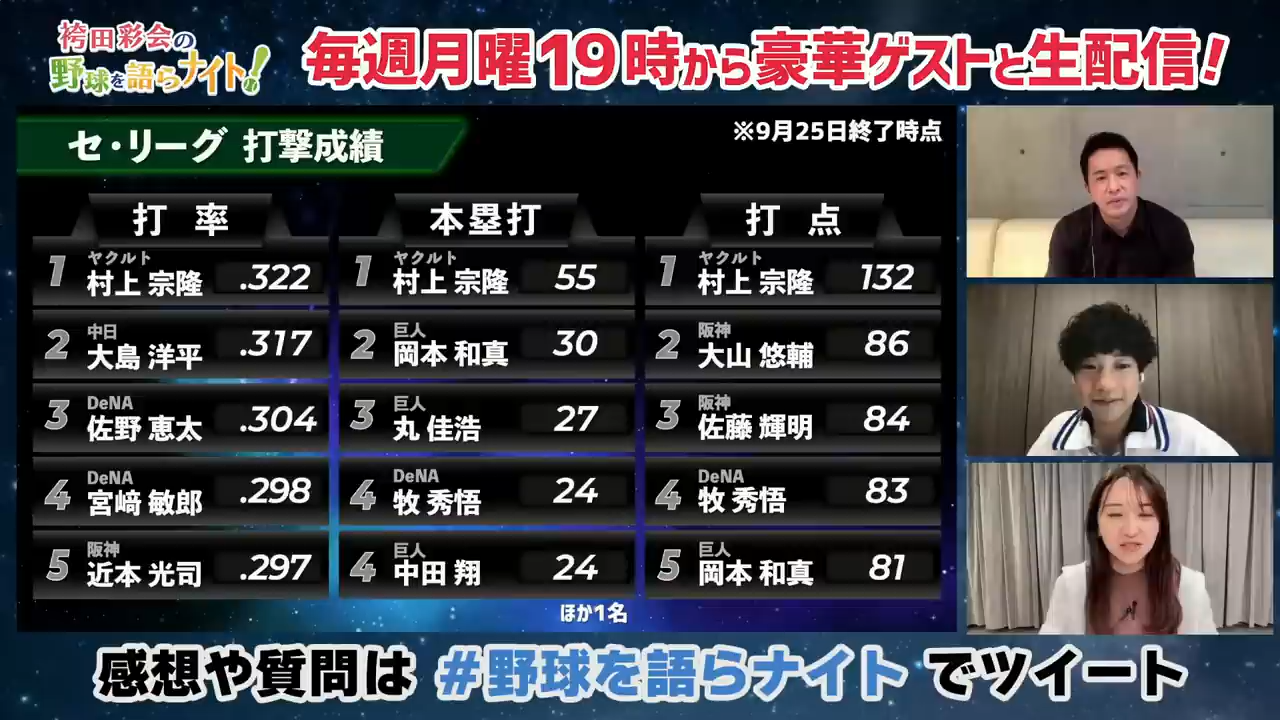 袴田彩会の
野球を語らナイト!
毎週月曜19時から豪華ゲストと生配信!
セ・リーグ 打撃成績
※9月25日終了時点
打 率
1 ヤクルト 村上 宗隆 .322
2 中日 大島 洋平 .317
3 DeNA 佐野 恵太 .304
4 DeNA 宮﨑 敏郎 .298
5 阪神 近本 光司 .297
本塁打
1 ヤクルト 村上 宗隆 55
2 巨人 岡本 和真 30
3 巨人 丸 佳浩 27
4 DeNA 牧 秀悟 24
4 巨人 中田 翔 24
ほか1名
打 点
1 ヤクルト 村上 宗隆 132
2 阪神 大山 悠輔 86
3 阪神 佐藤 輝明 84
4 DeNA 牧 秀悟 83
5 巨人 岡本 和真 81
感想や質問は #野球を語らナイト でツイート